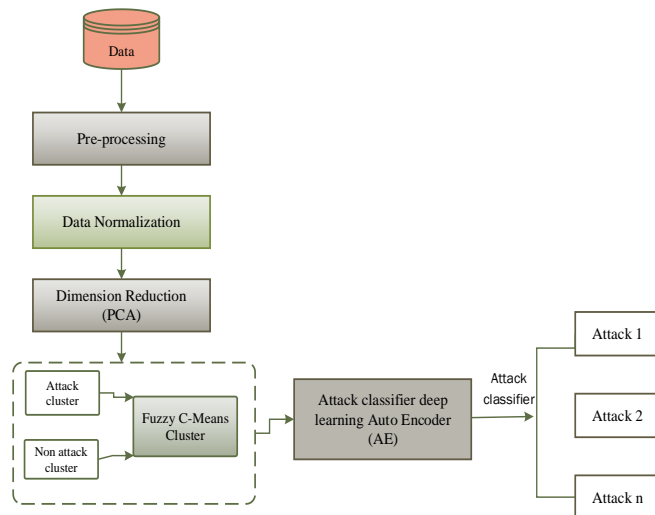 Data
Pre-processing
Data Normalization
Dimension Reduction
(PCA)
Attack
cluster
Non attack
cluster
Fuzzy C-Means
Cluster
Attack classifier deep
learning Auto Encoder
(AE)
Attack
classifier
Attack 1
Attack 2
Attack n